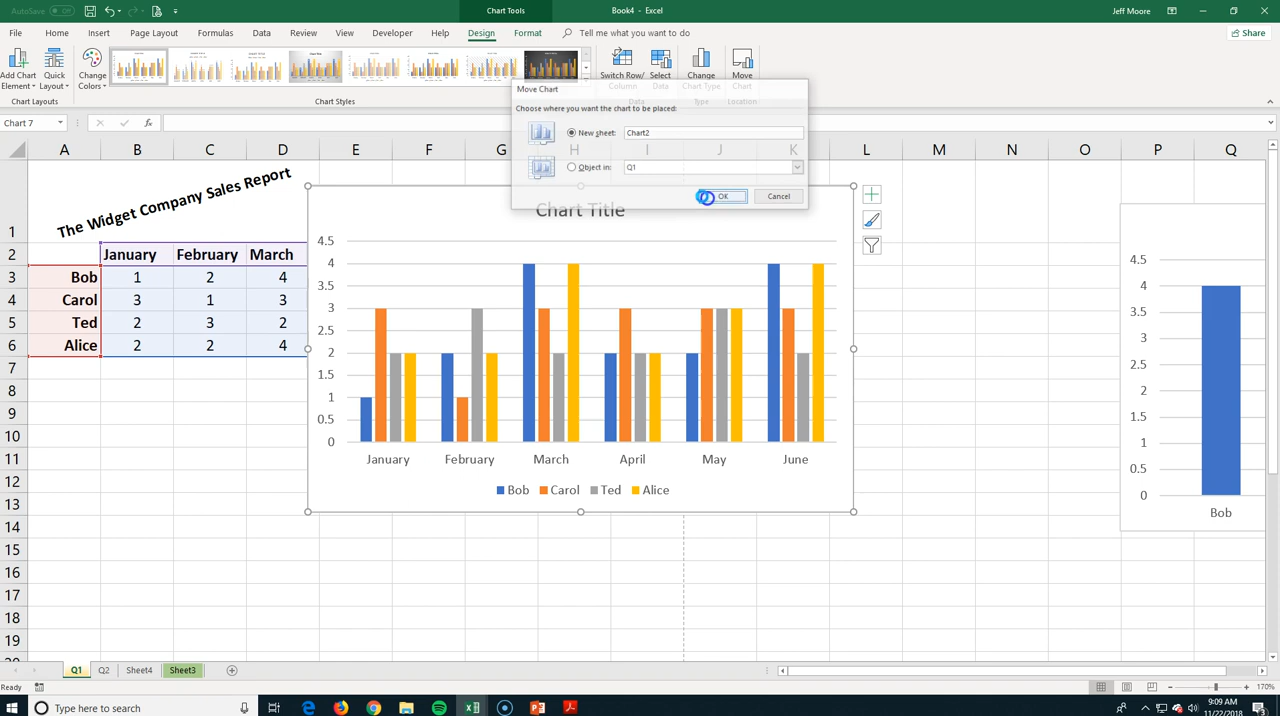 AutoSave Off
Chart Tools
Book4 - Excel
Jeff Moore
File Home Insert Page Layout Formulas Data Review View Developer Help Design Format Tell me what you want to do
Share
Add Chart Element
Quick Layout
Change Colors
Switch Row/ Column
Select Data
Change Chart Type
Move Chart
Chart Layouts
Chart Styles
Data
Type
Location
Move Chart
Choose where you want the chart to be placed:
New sheet: Chart2
Object in: Q1
OK Cancel
Chart 7
fx
A B C D E F G H I J K L M N O P Q
The Widget Company Sales Report
1
2 January February March
3 Bob 1 2 4
4 Carol 3 1 3
5 Ted 2 3 2
6 Alice 2 2 4
7
8
9
10
11
12
13
14
15
16
17
18
19
Chart Title
4.5
4
3.5
3
2.5
2
1.5
1
0.5
0
January February March April May June
Bob Carol Ted Alice
4.5
4
3.5
3
2.5
2
1.5
1
0.5
0
Bob
Q1 Q2 Sheet4 Sheet3
Ready
170%
Type here to search
9:09 AM
11/22/2018
3